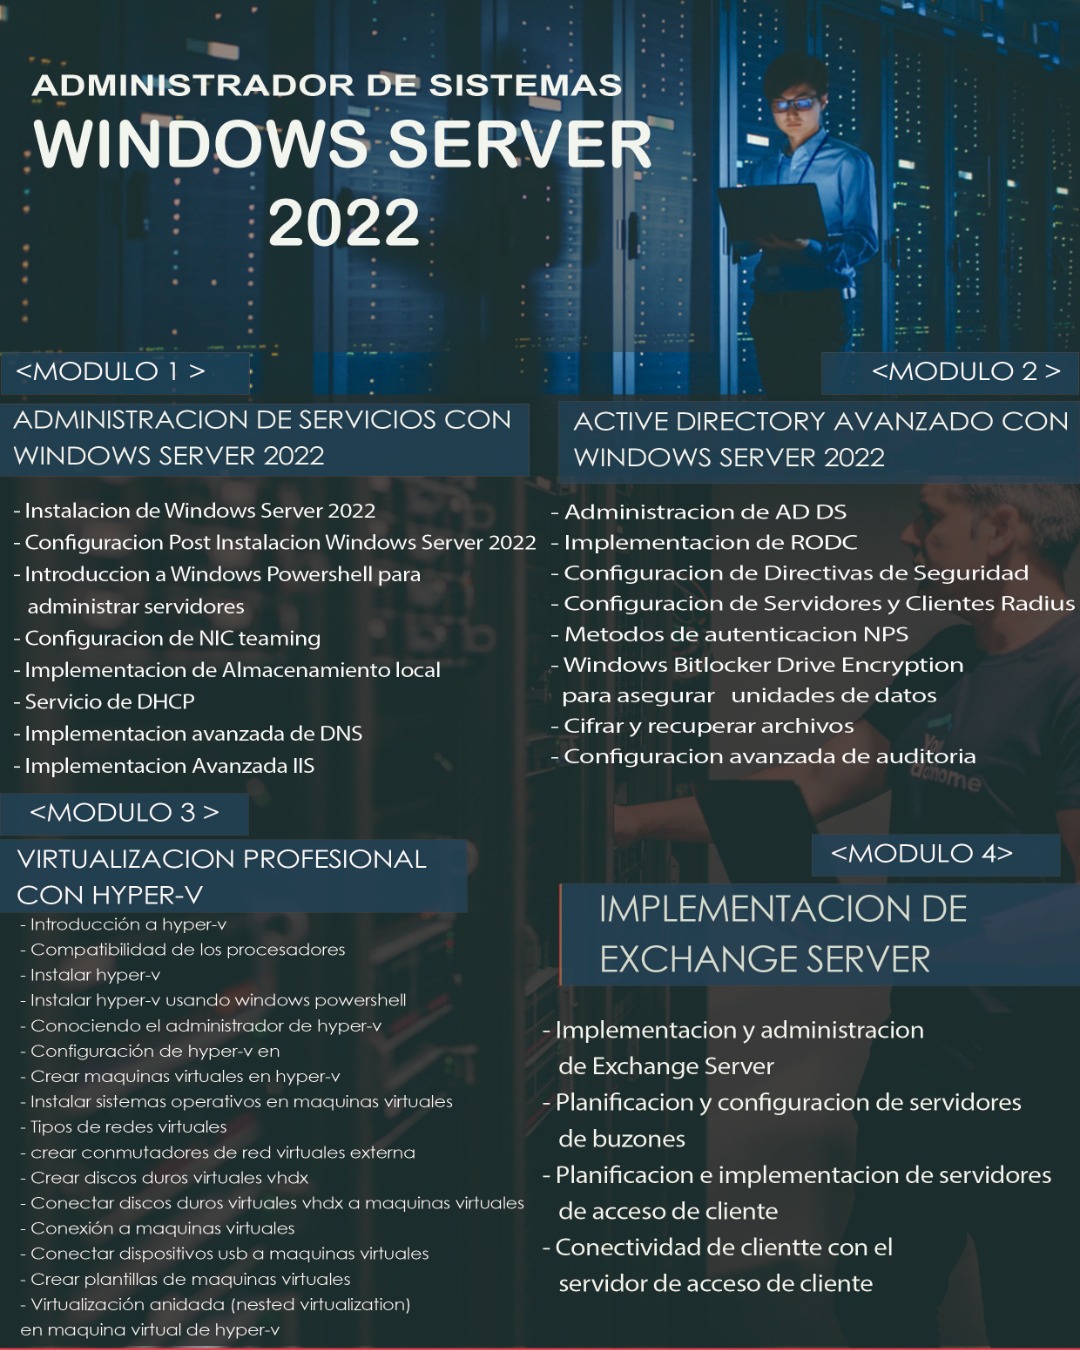 ADMINISTRADOR DE SISTEMAS
WINDOWS SERVER
2022
<MODULO 1 >
ADMINISTRACION DE SERVICIOS CON
WINDOWS SERVER 2022
- Instalacion de Windows Server 2022
- Configuracion Post Instalacion Windows Server 2022
- Introduccion a Windows Powershell para
administrar servidores
- Configuracion de NIC teaming
- Implementacion de Almacenamiento local
- Servicio de DHCP
- Implementacion avanzada de DNS
- Implementacion Avanzada IIS
<MODULO 2 >
ACTIVE DIRECTORY AVANZADO CON
WINDOWS SERVER 2022
- Administracion de AD DS
- Implementacion de RODC
- Configuracion de Directivas de Seguridad
- Configuracion de Servidores y Clientes Radius
- Metodos de autenticacion NPS
- Windows Bitlocker Drive Encryption
para asegurar unidades de datos
- Cifrar y recuperar archivos
- Configuracion avanzada de auditoria
<MODULO 3 >
VIRTUALIZACION PROFESIONAL
CON HYPER-V
- Introducción a hyper-v
- Compatibilidad de los procesadores
- Instalar hyper-v
- Instalar hyper-v usando windows powershell
- Conociendo el administrador de hyper-v
- Configuración de hyper-v en
- Crear maquinas virtuales en hyper-v
- Instalar sistemas operativos en maquinas virtuales
- Tipos de redes virtuales
- crear conmutadores de red virtuales externa
- Crear discos duros virtuales vhdx
- Conectar discos duros virtuales vhdx a maquinas virtuales
- Conexión a maquinas virtuales
- Conectar dispositivos usb a maquinas virtuales
- Crear plantillas de maquinas virtuales
- Virtualización anidada (nested virtualization)
en maquina virtual de hyper-v
<MODULO 4>
IMPLEMENTACION DE
EXCHANGE SERVER
- Implementacion y administracion
de Exchange Server
- Planificacion y configuracion de servidores
de buzones
- Planificacion e implementacion de servidores
de acceso de cliente
- Conectividad de clientte con el
servidor de acceso de cliente